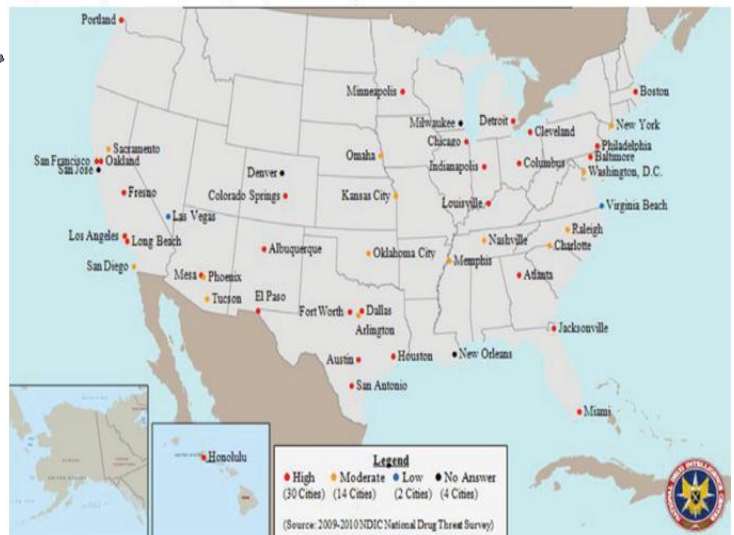 Portland
Minneapolis
Boston
Milwaukee
Detroit
New York
Chicago
Cleveland
Sacramento
Philadelphia
San Francisco
Oakland
Omaha
Baltimore
San Jose
Denver
Indianapolis
Columbus
Washington, D.C.
Fresno
Colorado Springs
Kansas City
Louisville
Las Vegas
Virginia Beach
Los Angeles
Long Beach
Albuquerque
Oklahoma City
Nashville
Raleigh
Charlotte
San Diego
Mesa
Phoenix
Memphis
Atlanta
Tucson
El Paso
Fort Worth
Dallas
Arlington
Jacksonville
Austin
Houston
New Orleans
San Antonio
Miami
Honolulu
Legend
High Moderate Low No Answer
(30 Cities) (14 Cities) (2 Cities) (4 Cities)
(Source: 2009-2010 NDIC National Drug Threat Survey)